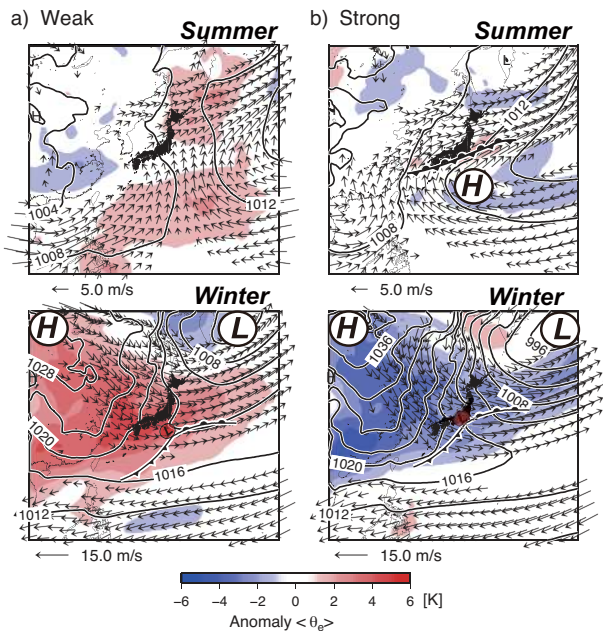 a) Weak
b) Strong
Summer
Summer
1004
1008
1012
1012
H
1008
5.0 m/s
5.0 m/s
Winter
Winter
H
L
1008
1028
1020
1016
1012
H
L
996
1036
1008
1020
1016
1012
15.0 m/s
15.0 m/s
−6 −4 −2 0 2 4 6 [K]
Anomaly < θe >